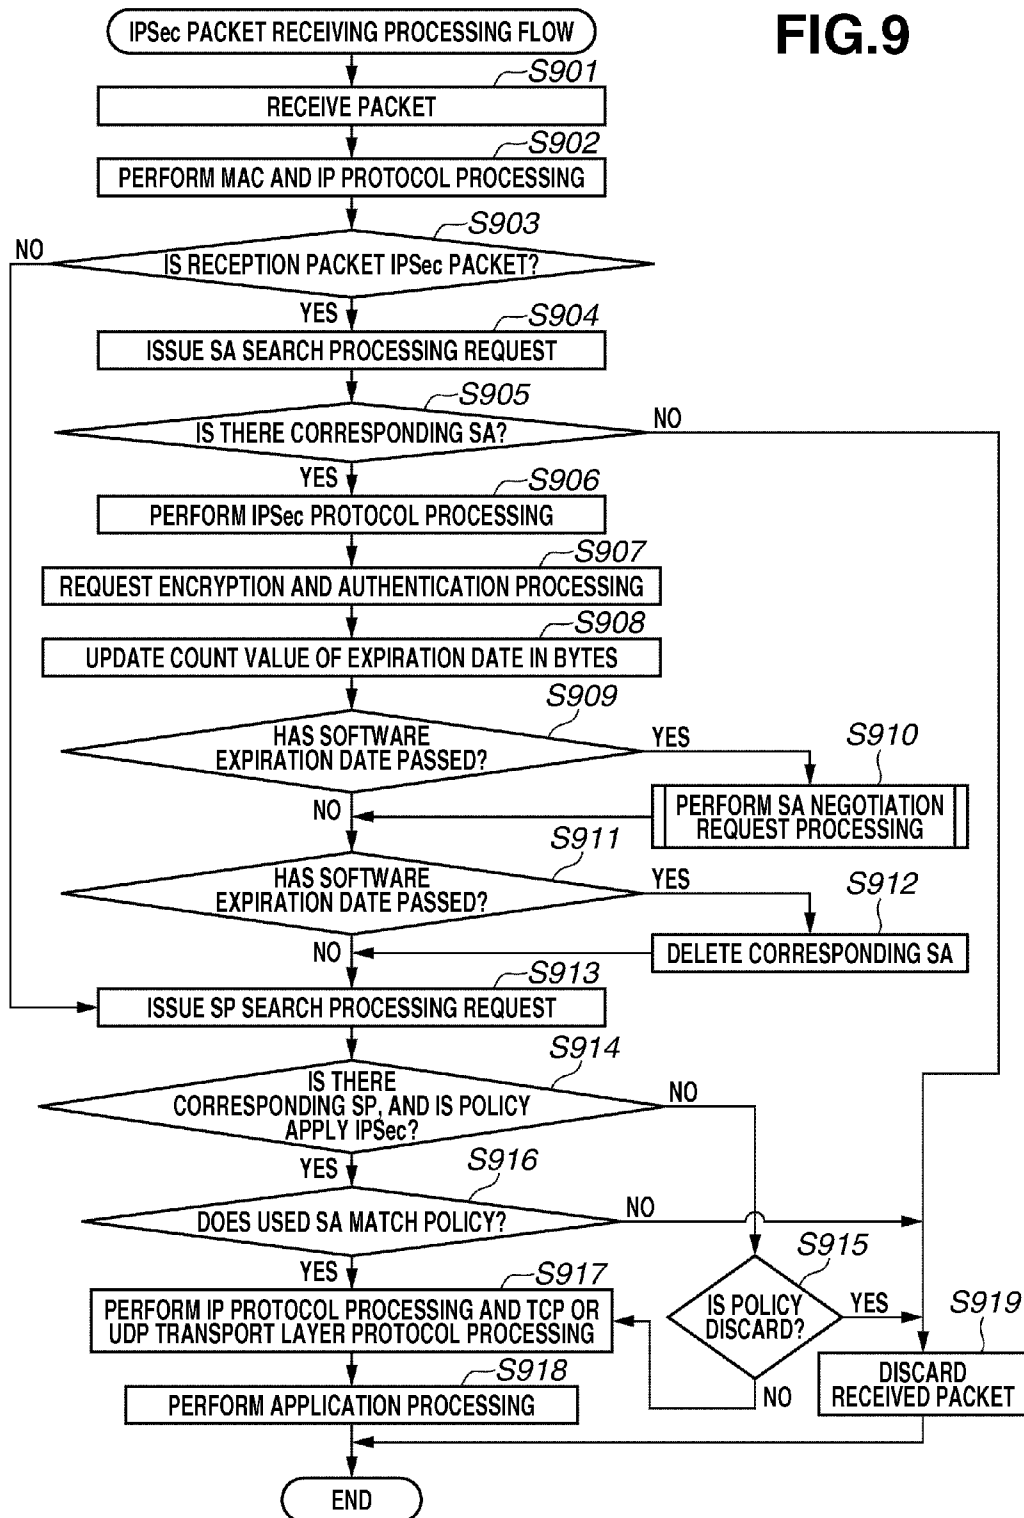 IPSec PACKET RECEIVING PROCESSING FLOW
FIG.9
S901
RECEIVE PACKET
S902
PERFORM MAC AND IP PROTOCOL PROCESSING
S903
NO
IS RECEPTION PACKET IPSec PACKET?
YES
S904
ISSUE SA SEARCH PROCESSING REQUEST
S905
NO
IS THERE CORRESPONDING SA?
YES
S906
PERFORM IPSec PROTOCOL PROCESSING
S907
REQUEST ENCRYPTION AND AUTHENTICATION PROCESSING
S908
UPDATE COUNT VALUE OF EXPIRATION DATE IN BYTES
S909
HAS SOFTWARE
EXPIRATION DATE PASSED?
YES
S910
NO
PERFORM SA NEGOTIATION
REQUEST PROCESSING
S911
HAS SOFTWARE
EXPIRATION DATE PASSED?
YES
S912
NO
DELETE CORRESPONDING SA
S913
ISSUE SP SEARCH PROCESSING REQUEST
S914
IS THERE
CORRESPONDING SP, AND IS POLICY
APPLY IPSec?
NO
YES
S916
DOES USED SA MATCH POLICY?
NO
YES
S915
IS POLICY
DISCARD?
YES
NO
S917
PERFORM IP PROTOCOL PROCESSING AND TCP OR
UDP TRANSPORT LAYER PROTOCOL PROCESSING
S919
DISCARD
RECEIVED PACKET
S918
PERFORM APPLICATION PROCESSING
END